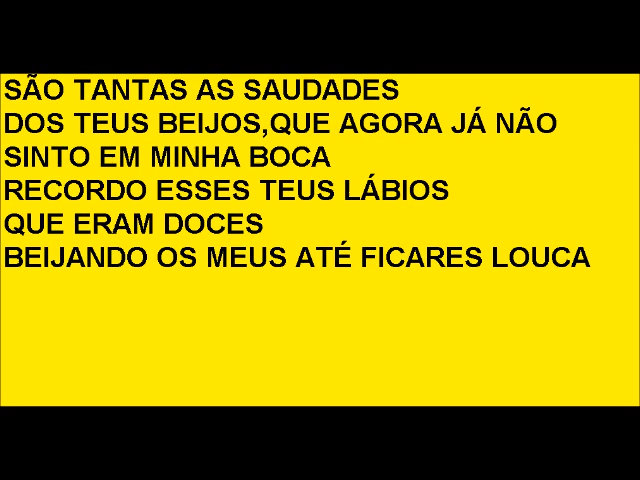 SÃO TANTAS AS SAUDADES
DOS TEUS BEIJOS,QUE AGORA JÁ NÃO
SINTO EM MINHA BOCA
RECORDO ESSES TEUS LÁBIOS
QUE ERAM DOCES
BEIJANDO OS MEUS ATÉ FICARES LOUCA